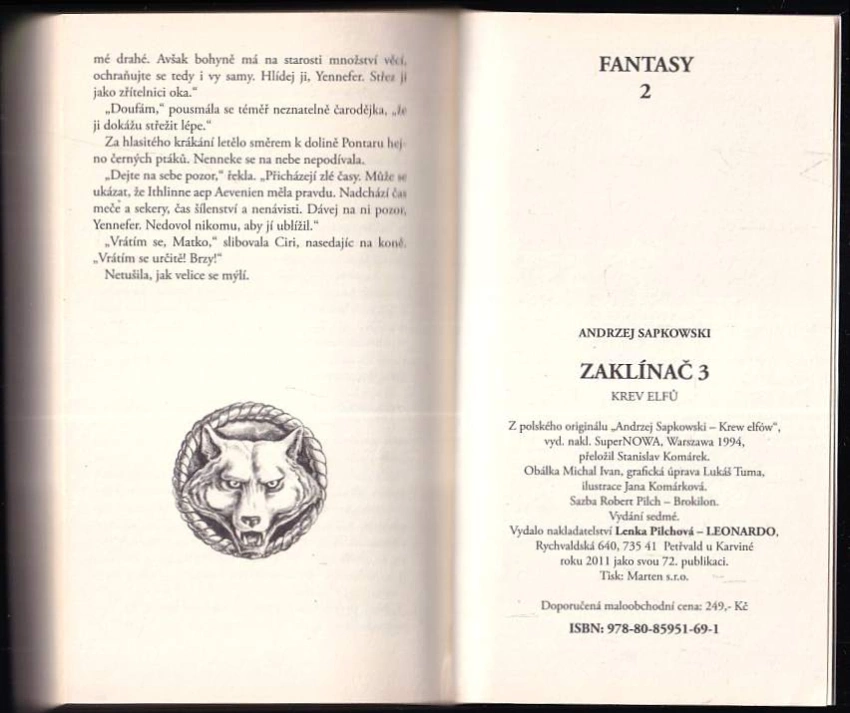 mé drahé. Avšak bohyně má na starosti množství věcí,
ochraňujte se tedy i vy samy. Hlídej ji, Yennefer. Střez ji
jako zřítelnici oka.“
„Doufám,“ pousmála se téměř neznatelně čarodějka, „že
ji dokážu střežit lépe.“
Za hlasitého krákání letělo směrem k dolině Pontaru hej-
no černých ptáků. Nenneke se na nebe nepodívala.
„Dejte na sebe pozor,“ řekla. „Přicházejí zlé časy. Může se
ukázat, že Ithlinne aep Aevenien měla pravdu. Nadchází čas
meče a sekery, čas šílenství a nenávisti. Dávej na ni pozor,
Yennefer. Nedovol nikomu, aby jí ublížil.“
„Vrátím se, Matko,“ slibovala Ciri, nasedajíc na koně.
„Vrátím se určitě! Brzy!“
Netušila, jak velice se mýlí.
FANTASY
2
ANDRZEJ SAPKOWSKI
ZAKLÍNAČ 3
KREV ELFŮ
Z polského originálu „Andrzej Sapkowski – Krew elfów“,
vyd. nakl. SuperNOWA, Warszawa 1994,
přeložil Stanislav Komárek.
Obálka Michal Ivan, grafická úprava Lukáš Tuma,
ilustrace Jana Komárková.
Sazba Robert Pilch – Brokilon.
Vydání sedmé.
Vydalo nakladatelství Lenka Pilchová – LEONARDO,
Rychvaldská 640, 735 41 Petřvald u Karviné
roku 2011 jako svou 72. publikaci.
Tisk: Marten s.r.o.
Doporučená maloobchodní cena: 249,- Kč
ISBN: 978-80-85951-69-1